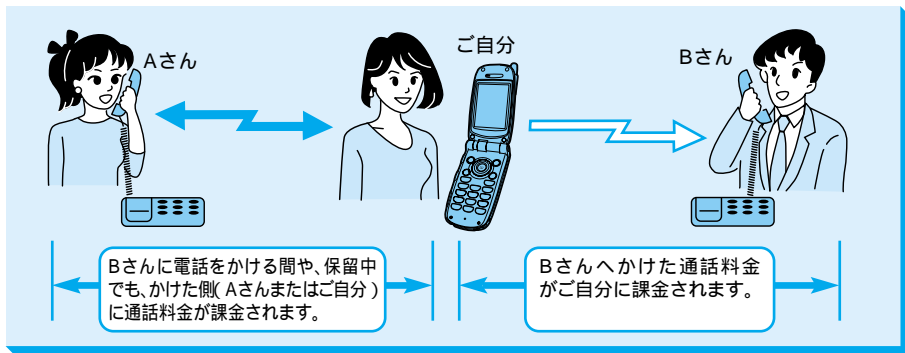 Aさん
ご自分
Bさん
Bさんに電話をかける間や、保留中
でも、かけた側(Aさんまたはご自分)
に通話料金が課金されます。
Bさんへかけた通話料金
がご自分に課金されます。